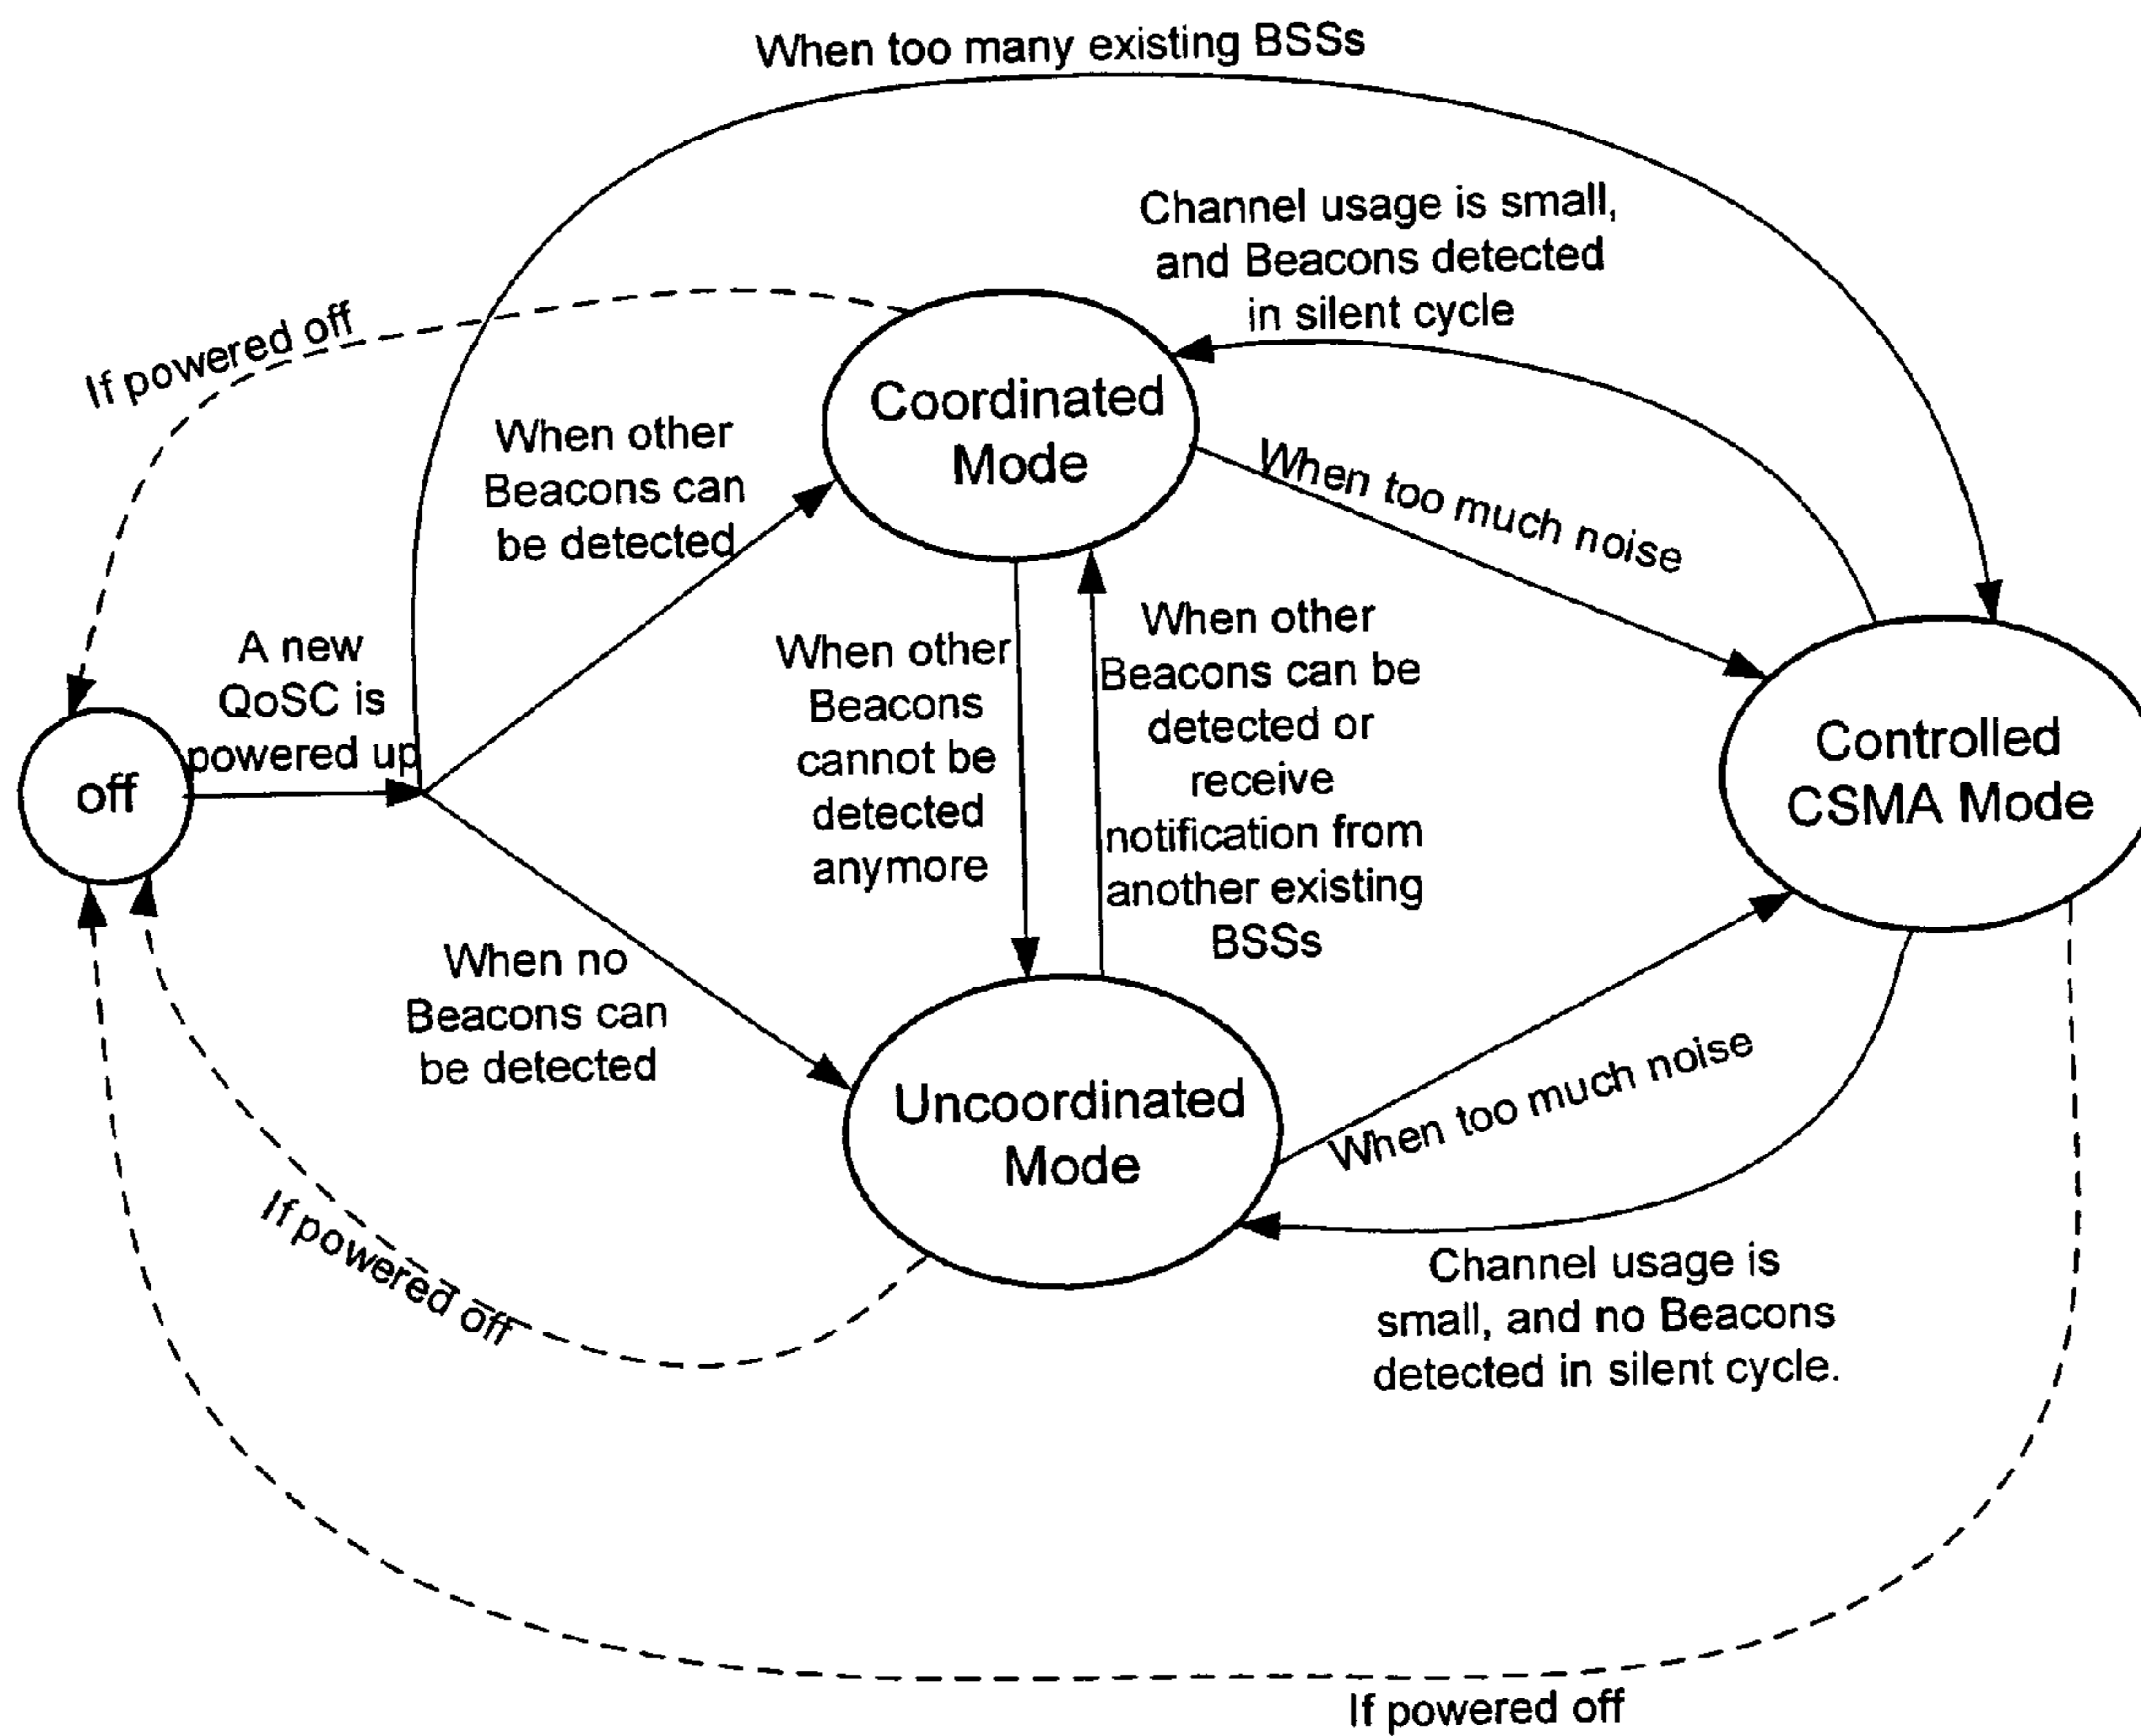 When too many existing BSSs
Channel usage is small,
and Beacons detected
in silent cycle
If powered off
Coordinated
Mode
When other
Beacons can
be detected
When too much noise
A new
QoSC is
powered up
off
When other
Beacons
cannot be
detected
anymore
When other
Beacons can be
detected or
receive
notification from
another existing
BSSs
Controlled
CSMA Mode
When no
Beacons can
be detected
Uncoordinated
Mode
When too much noise
If powered off
Channel usage is
small, and no Beacons
detected in silent cycle.
If powered off